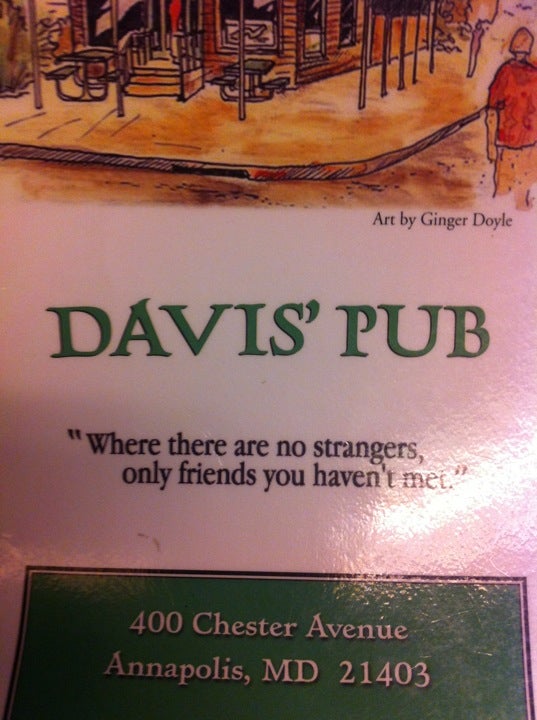 Art by Ginger Doyle
DAVIS' PUB
"Where there are no strangers,
only friends you haven't met."
400 Chester Avenue
Annapolis, MD 21403